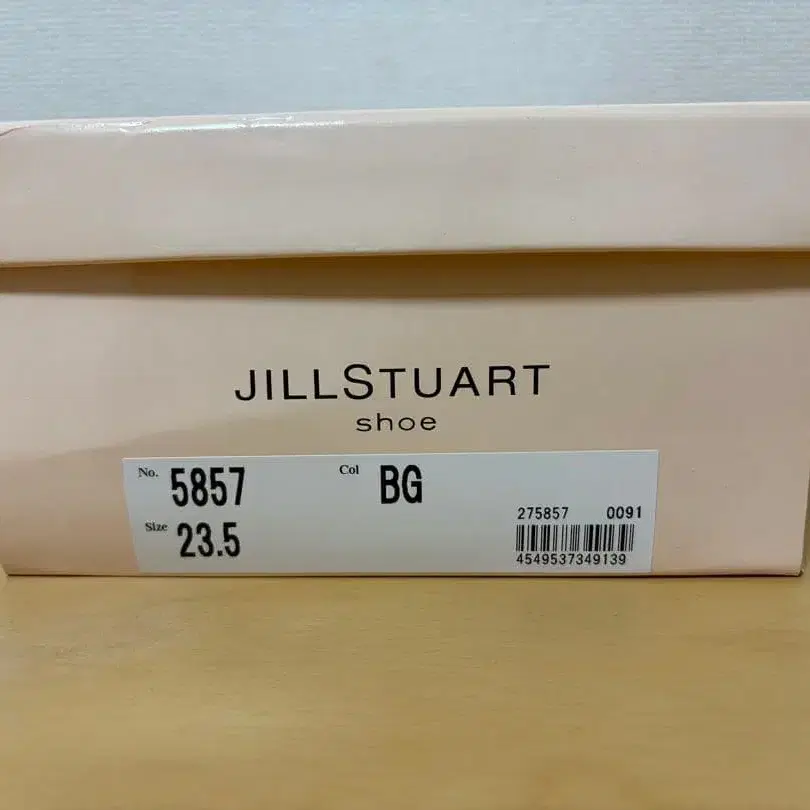 JILLSTUART
shoe
No. 5857 Col BG
Size 23.5
275857 0091
4549537349139